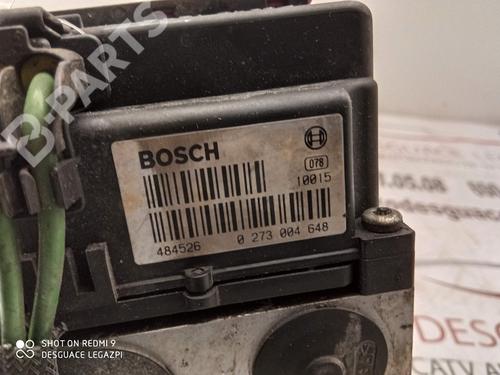 B-PARTS
BOSCH
078
10015
484526 0 273 004 648
SHOT ON REDMI 9
DESGUACE LEGAZPI